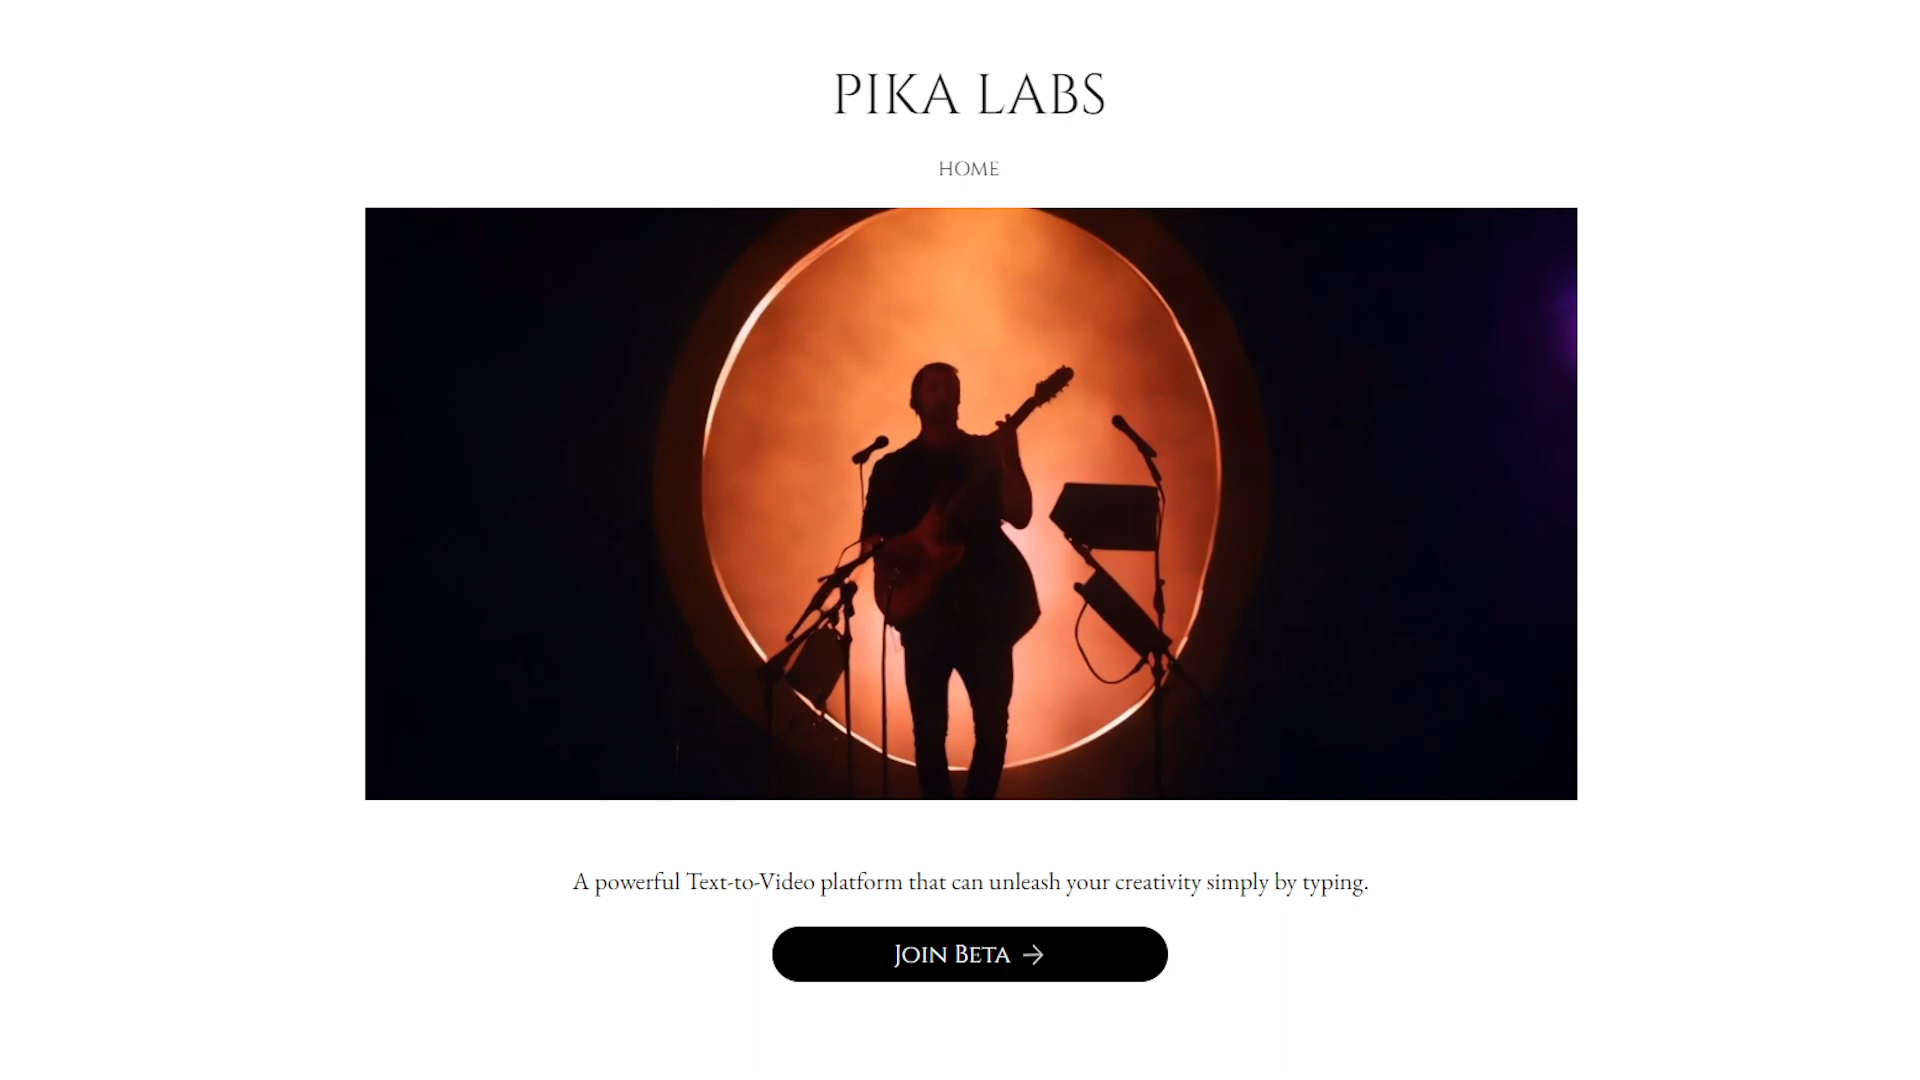 PIKA LABS
HOME
A powerful Text-to-Video platform that can unleash your creativity simply by typing.
Join Beta →